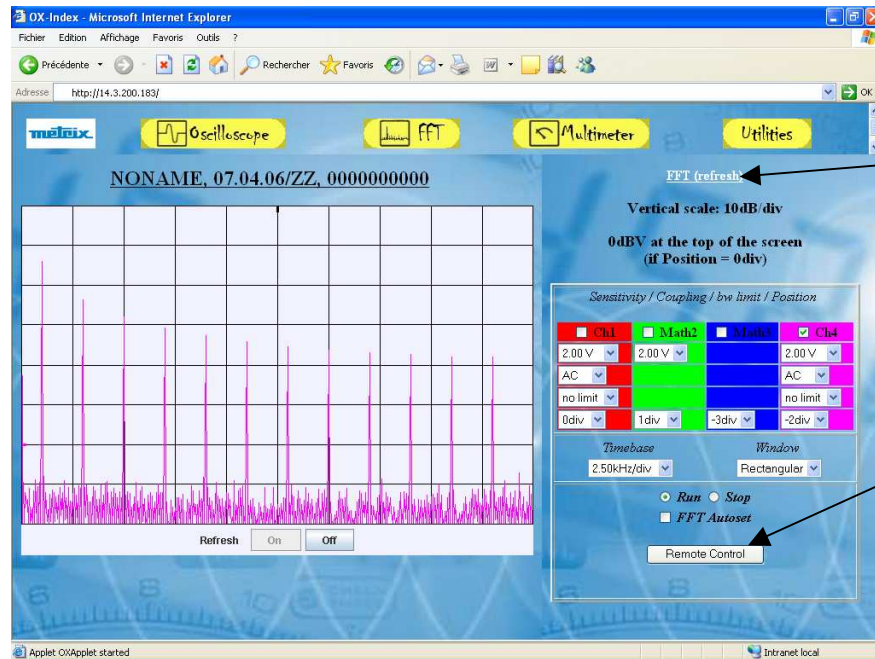 OX-Index - Microsoft Internet Explorer
Fichier Edition Affichage Favoris Outils ?
Précédente Rechercher Favoris
Adresse http://14.3.200.183/ OK
metrix Oscilloscope FFT Multimeter Utilities
NONAME, 07.04.06/ZZ, 0000000000
FFT (refresh)
Vertical scale: 10dB/div
0dBV at the top of the screen
(if Position = 0div)
Sensitivity / Coupling / bw limit / Position
Ch1 Math2 Math3 Ch4
2.00 V 2.00 V 2.00 V
AC AC
no limit no limit
0div 1div -3div -2div
Timebase Window
2.50kHz/div Rectangular
Run Stop
FFT Autoset
Refresh On Off
Remote Control
Applet OXApplet started Intranet local